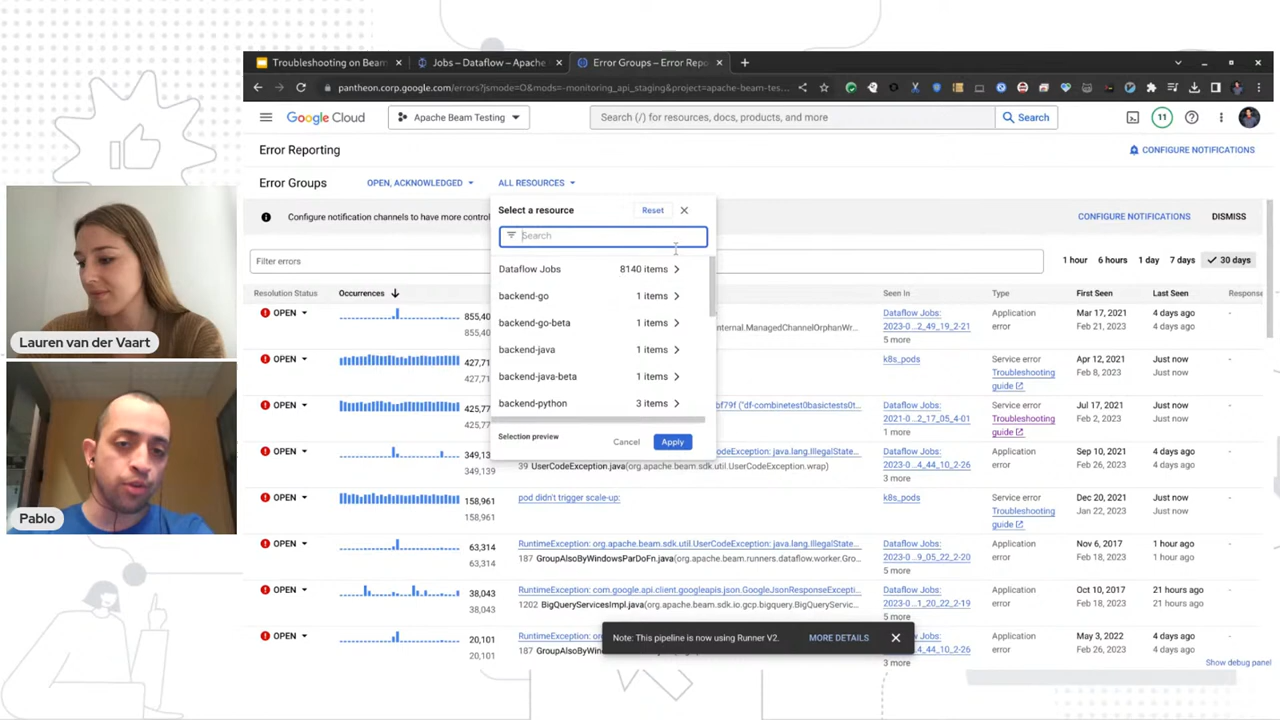 Troubleshooting on Beam
Jobs – Dataflow – Apache
Error Groups – Error Repo
pantheon.corp.google.com/errors?jsmode=O&mods=-monitoring_api_staging&project=apache-beam-tes...
Google Cloud
Apache Beam Testing
Search (/) for resources, docs, products, and more
Search
11
Error Reporting
CONFIGURE NOTIFICATIONS
Error Groups
OPEN, ACKNOWLEDGED
ALL RESOURCES
Configure notification channels to have more control
CONFIGURE NOTIFICATIONS
DISMISS
Select a resource
Reset
Search
Dataflow Jobs 8140 items
backend-go 1 items
backend-go-beta 1 items
backend-java 1 items
backend-java-beta 1 items
backend-python 3 items
Selection preview
Cancel
Apply
Filter errors
1 hour
6 hours
1 day
7 days
30 days
Resolution Status
Occurrences
Seen In
Type
First Seen
Last Seen
Response
OPEN
855,40
855,40
nternal.ManagedChannelOrphanWr...
Dataflow Jobs:
2023-0...2_49_19_2-21
Application
error
Mar 17, 2021
Feb 21, 2023
4 days ago
4 days ago
-
OPEN
427,71
427,71
k8s_pods
Service error
Troubleshooting
guide
Apr 12, 2021
Feb 8, 2023
Just now
Just now
-
OPEN
425,77
425,77
bf79f ("df-combinetest0basictests0t...
Dataflow Jobs:
2021-0...2_17_05_4-01
1 more
Service error
Troubleshooting
guide
Jul 17, 2021
Feb 2, 2023
Just now
Just now
-
OPEN
349,13
349,139
java.lang.IllegalState...
39 UserCodeException.java(org.apache.beam.sdk.util.UserCodeException.wrap)
Dataflow Jobs:
2023-0...4_44_10_2-26
3 more
Application
error
Sep 10, 2021
Feb 26, 2023
4 days ago
4 days ago
-
OPEN
158,961
158,961
pod didn't trigger scale-up:
k8s_pods
Service error
Troubleshooting
guide
Dec 20, 2021
Jan 22, 2023
Just now
Just now
-
OPEN
63,314
63,314
RuntimeException: org.apache.beam.sdk.util.UserCodeException: java.lang.IllegalState...
187 GroupAlsoByWindowsParDoFn.java(org.apache.beam.runners.dataflow.worker.Gro...
Dataflow Jobs:
2023-0...9_05_22_2-20
5 more
Application
error
Nov 6, 2017
Feb 18, 2023
1 hour ago
1 hour ago
-
OPEN
38,043
38,043
RuntimeException: com.google.api.client.googleapis.json.GoogleJsonResponseExcepti...
1202 BigQueryServicesImpl.java(org.apache.beam.sdk.io.gcp.bigquery.BigQueryServic...
Dataflow Jobs:
2023-0...1_20_22_2-19
5 more
Application
error
Oct 10, 2017
Feb 18, 2023
21 hours ago
21 hours ago
-
OPEN
20,101
20,101
RuntimeException: org
187 GroupAlsoByWind
Dataflow Jobs:
4_49_10_2-26
3 more
Application
error
May 3, 2022
Feb 26, 2023
4 days ago
4 days ago
-
Note: This pipeline is now using Runner V2.
MORE DETAILS
Show debug panel
Lauren van der Vaart
Pablo